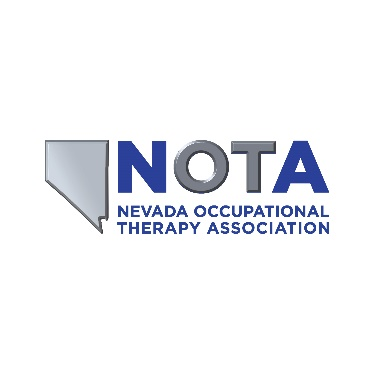 NOTA
NEVADA OCCUPATIONAL
THERAPY ASSOCIATION